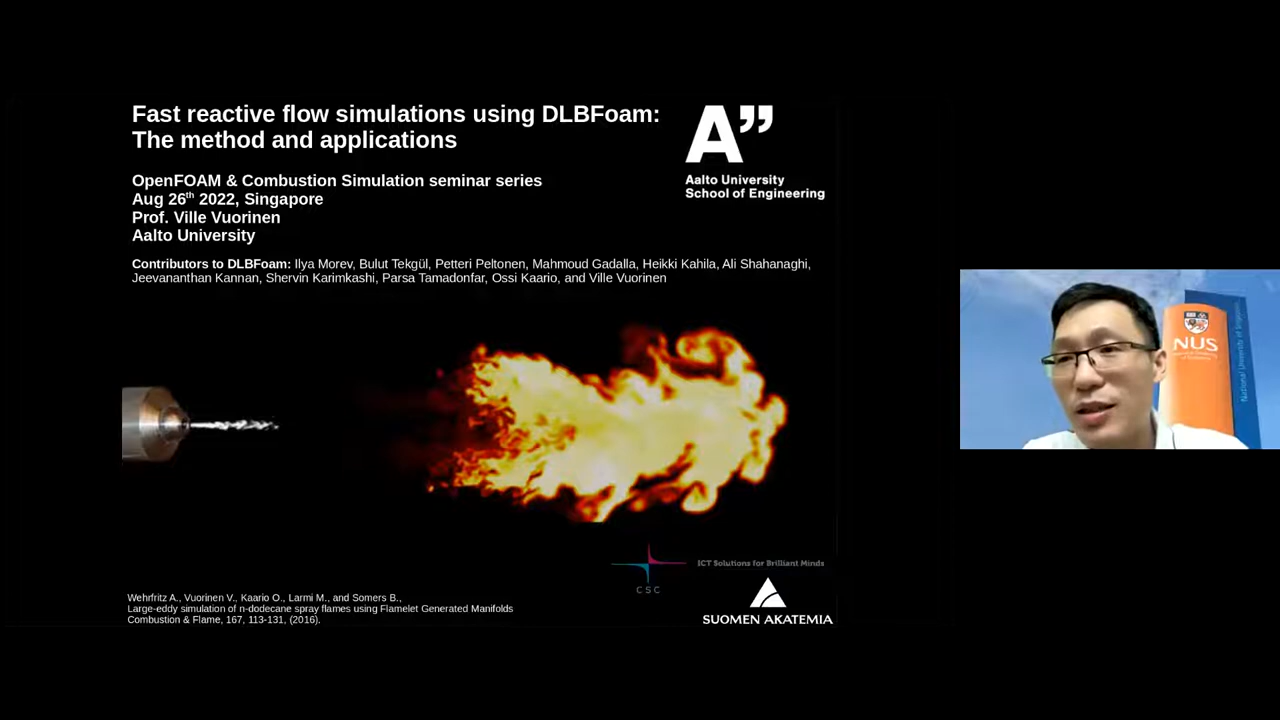 Fast reactive flow simulations using DLBFoam:
The method and applications
OpenFOAM & Combustion Simulation seminar series
Aug 26th 2022, Singapore
Prof. Ville Vuorinen
Aalto University
A”
Aalto University
School of Engineering
Contributors to DLBFoam: Ilya Morev, Bulut Tekgül, Petteri Peltonen, Mahmoud Gadalla, Heikki Kahila, Ali Shahanaghi,
Jeevananthan Kannan, Shervin Karimkashi, Parsa Tamadonfar, Ossi Kaario, and Ville Vuorinen
NUS
National University of Singapore
CSC
ICT Solutions for Brilliant Minds
SUOMEN AKATEMIA
Wehrfritz A., Vuorinen V., Kaario O., Larmi M., and Somers B.,
Large-eddy simulation of n-dodecane spray flames using Flamelet Generated Manifolds
Combustion & Flame, 167, 113-131, (2016).